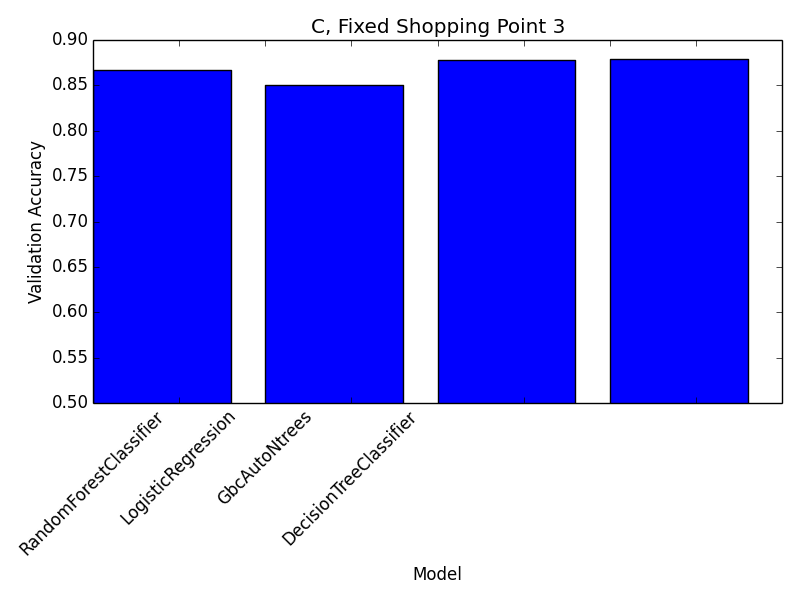 C, Fixed Shopping Point 3
0.90
0.85
0.80
0.75
0.70
0.65
0.60
0.55
0.50
Validation Accuracy
RandomForestClassifier
LogisticRegression
GbcAutoNtrees
DecisionTreeClassifier
Model